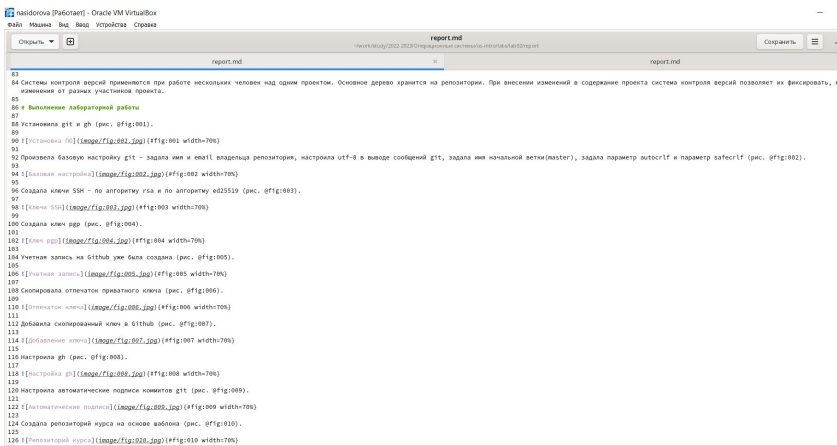 nasidorova [Работает] - Oracle VM VirtualBox
Файл Машина Вид Ввод Устройства Справка
Открыть
report.md
~/work/study/2022-2023/Операционные системы/os-intro/labs/lab02/report
Сохранить
report.md × report.md
83
84 Системы контроля версий применяются при работе нескольких человек над одним проектом. Основное дерево хранится на репозитории. При внесении изменений в содержание проекта система контроля версий позволяет их фиксировать,
изменения от разных участников проекта.
85
86 # Выполнение лабораторной работы
87
88 Установила git и gh (рис. @fig:001).
89
90 ![Установка ПО](image/fig:001.jpg){#fig:001 width=70%}
91
92 Произвела базовую настройку git – задала имя и email владельца репозитория, настроила utf-8 в выводе сообщений git, задала имя начальной ветки(master), задала параметр autocrlf и параметр safecrlf (рис. @fig:002).
93
94 ![Базовая настройка](image/fig:002.jpg){#fig:002 width=70%}
95
96 Создала ключи SSH – по алгоритму rsa и по алгоритму ed25519 (рис. @fig:003).
97
98 ![Ключи SSH](image/fig:003.jpg){#fig:003 width=70%}
99
100 Создала ключ pgp (рис. @fig:004).
101
102 ![Ключ pgp](image/fig:004.jpg){#fig:004 width=70%}
103
104 Учетная запись на Github уже была создана (рис. @fig:005).
105
106 ![Учетная запись](image/fig:005.jpg){#fig:005 width=70%}
107
108 Скопировала отпечаток приватного ключа (рис. @fig:006).
109
110 ![Отпечаток ключа](image/fig:006.jpg){#fig:006 width=70%}
111
112 Добавила скопированный ключ в Github (рис. @fig:007).
113
114 ![Добавление ключа](image/fig:007.jpg){#fig:007 width=70%}
115
116 Настроила gh (рис. @fig:008).
117
118 ![Настройка gh](image/fig:008.jpg){#fig:008 width=70%}
119
120 Настроила автоматические подписи коммитов git (рис. @fig:009).
121
122 ![Автоматические подписи](image/fig:009.jpg){#fig:009 width=70%}
123
124 Создала репозиторий курса на основе шаблона (рис. @fig:010).
125
126 ![Репозиторий курса](image/fig:010.jpg){#fig:010 width=70%}